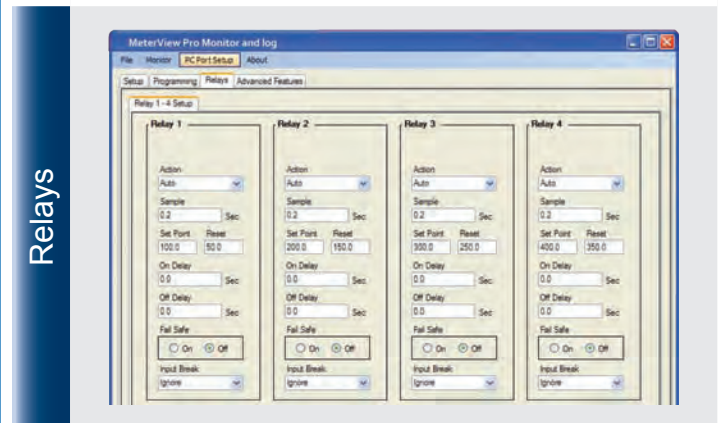 Relays
MeterView Pro Monitor and log
File Monitor PC Port Setup About
Setup Programming Relays Advanced Features
Relay 1 - 4 Setup
Relay 1
Action
Auto
Sample
0.2 Sec
Set Point Reset
100.0 50.0
On Delay
0.0 Sec
Off Delay
0.0 Sec
Fail Safe
On Off
Input Break
Ignore
Relay 2
Action
Auto
Sample
0.2 Sec
Set Point Reset
200.0 150.0
On Delay
0.0 Sec
Off Delay
0.0 Sec
Fail Safe
On Off
Input Break
Ignore
Relay 3
Action
Auto
Sample
0.2 Sec
Set Point Reset
300.0 250.0
On Delay
0.0 Sec
Off Delay
0.0 Sec
Fail Safe
On Off
Input Break
Ignore
Relay 4
Action
Auto
Sample
0.2 Sec
Set Point Reset
400.0 350.0
On Delay
0.0 Sec
Off Delay
0.0 Sec
Fail Safe
On Off
Input Break
Ignore